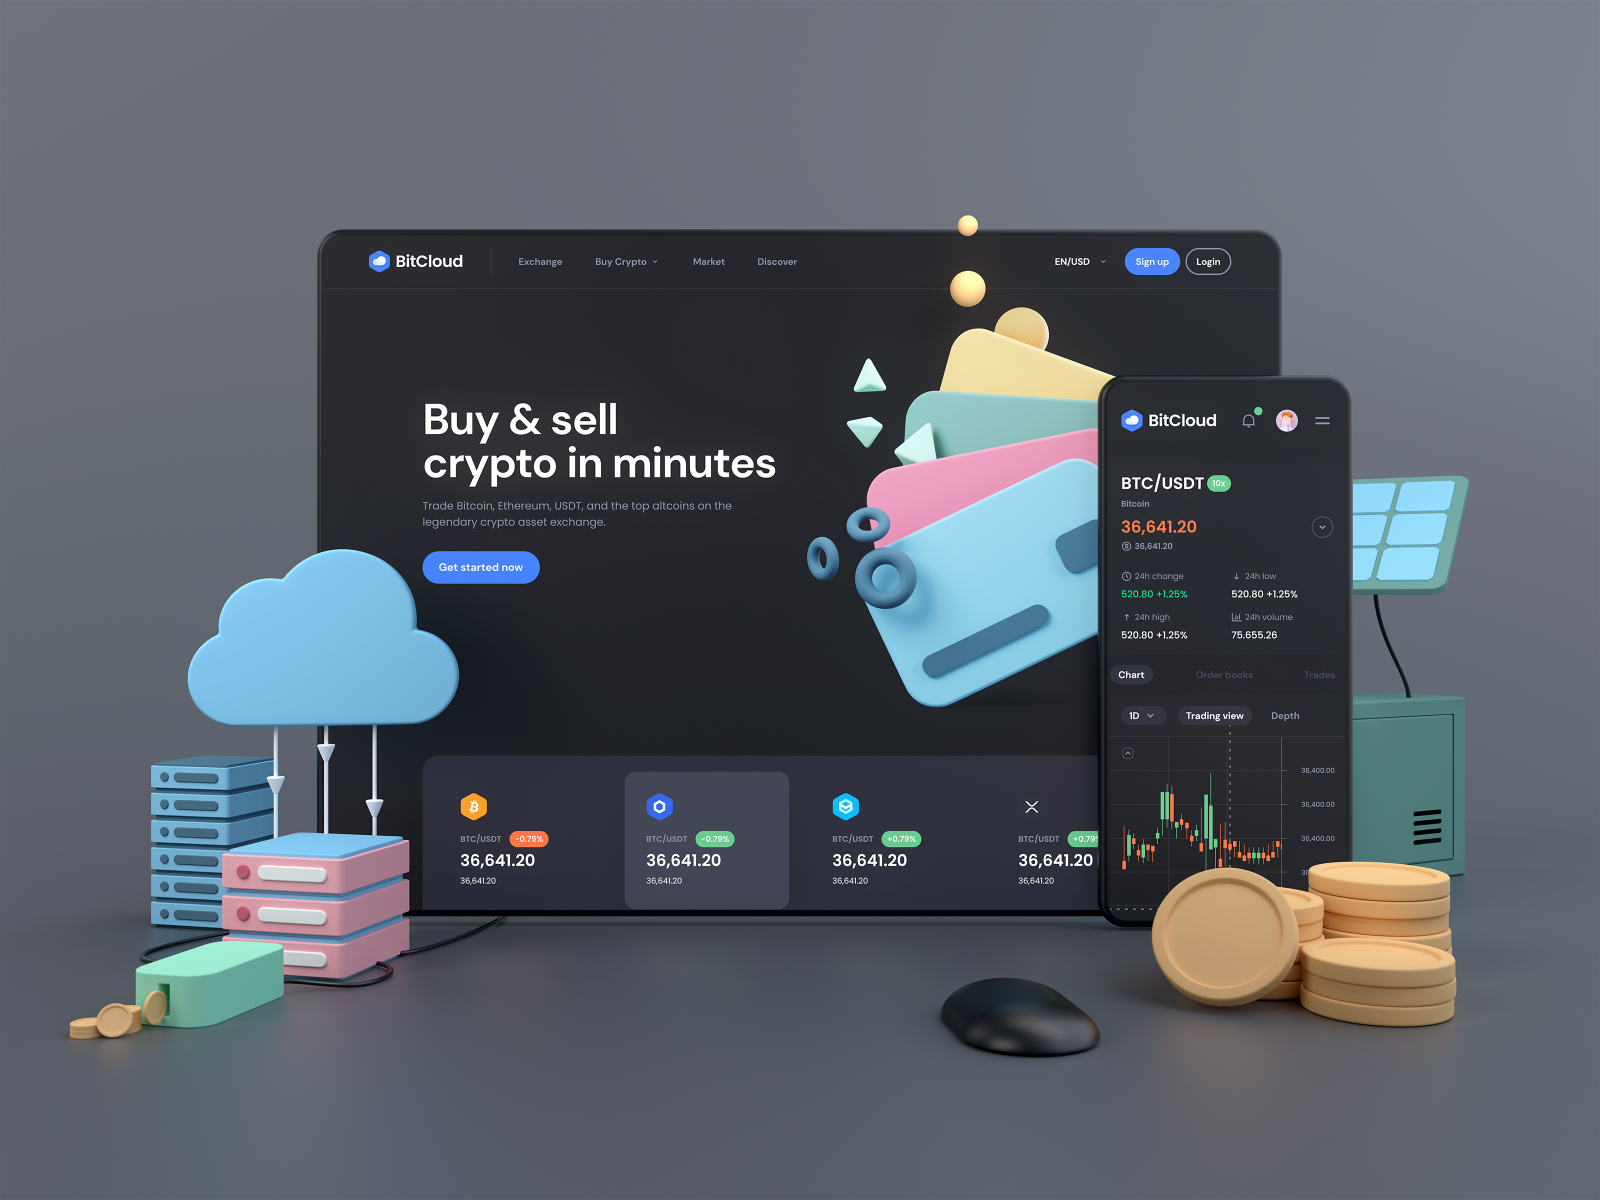 BitCloud
Exchange
Buy Crypto
Market
Discover
EN/USD
Sign up
Login
Buy & sell
crypto in minutes
Trade Bitcoin, Ethereum, USDT, and the top altcoins on the
legendary crypto asset exchange.
Get started now
BTC/USDT -0.79%
36,641.20
36,641.20
BTC/USDT -0.79%
36,641.20
36,641.20
BTC/USDT +0.79%
36,641.20
36,641.20
BTC/USDT +0.79
36,641.20
36,641.20
BitCloud
BTC/USDT 10x
Bitcoin
36,641.20
36,641.20
24h change
520.80 +1.25%
24h low
520.80 +1.25%
24h high
520.80 +1.25%
24h volume
75.655.26
Chart
Order books
Trades
1D
Trading view
Depth
36,400.00
36,400.00
36,400.00